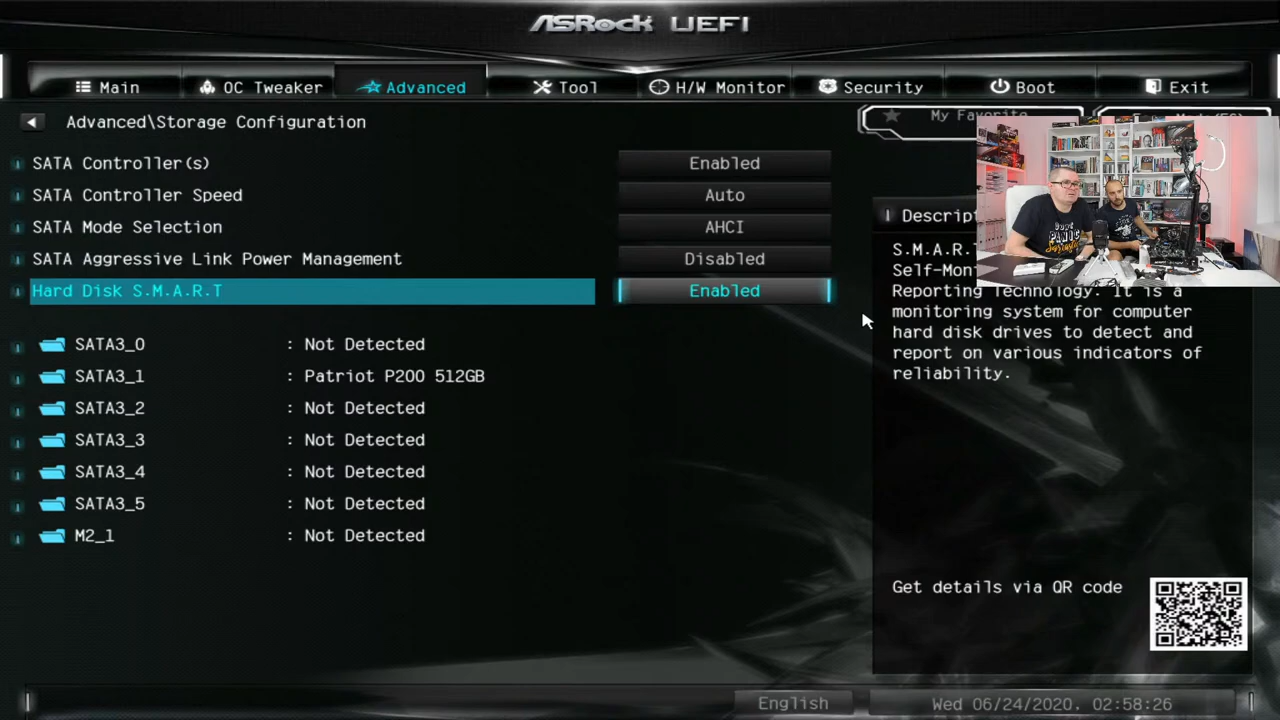 ASRock UEFI
Main
OC Tweaker
Advanced
Tool
H/W Monitor
Security
Boot
Exit
Advanced\Storage Configuration
My Favorite
SATA Controller(s) Enabled
SATA Controller Speed Auto
SATA Mode Selection AHCI
SATA Aggressive Link Power Management Disabled
Hard Disk S.M.A.R.T Enabled
SATA3_0 : Not Detected
SATA3_1 : Patriot P200 512GB
SATA3_2 : Not Detected
SATA3_3 : Not Detected
SATA3_4 : Not Detected
SATA3_5 : Not Detected
M2_1 : Not Detected
Descript
S.M.A.R.T
Self-Moni
Reporting Technology. It is a
monitoring system for computer
hard disk drives to detect and
report on various indicators of
reliability.
Get details via QR code
English
Wed 06/24/2020. 02:58:26